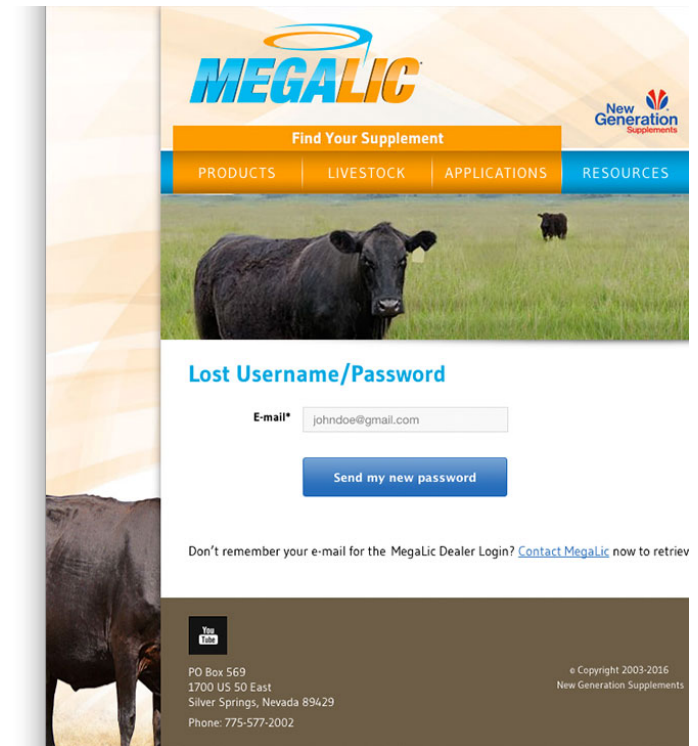 MEGALIC
New
Generation
Supplements
Find Your Supplement
PRODUCTS LIVESTOCK APPLICATIONS RESOURCES
Lost Username/Password
E-mail* johndoe@gmail.com
Send my new password
Don't remember your e-mail for the MegaLic Dealer Login? Contact MegaLic now to retriev
You
Tube
PO Box 569
1700 US 50 East
Silver Springs, Nevada 89429
Phone: 775-577-2002
© Copyright 2003-2016
New Generation Supplements